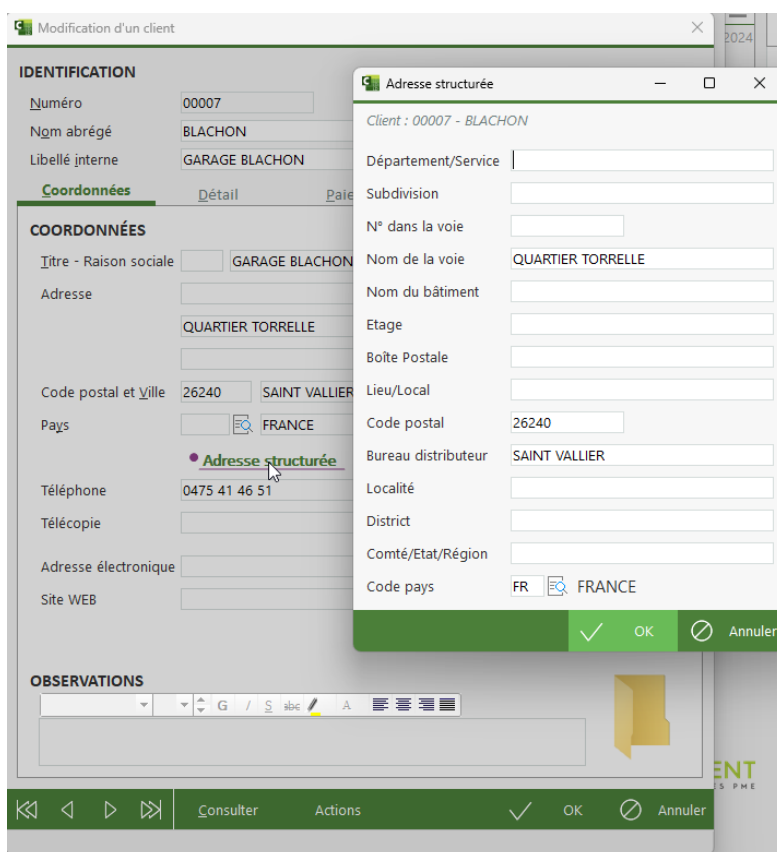 Modification d'un client
2024
IDENTIFICATION
Numéro 00007
Nom abrégé BLACHON
Libellé interne GARAGE BLACHON
Coordonnées Détail Paie
COORDONNÉES
Titre - Raison sociale GARAGE BLACHON
Adresse
QUARTIER TORRELLE
Code postal et Ville 26240 SAINT VALLIER
Pays FRANCE
Adresse structurée
Téléphone 0475 41 46 51
Télécopie
Adresse électronique
Site WEB
OBSERVATIONS
G I S abc A
Consulter Actions OK Annuler
Adresse structurée
Client : 00007 - BLACHON
Département/Service
Subdivision
N° dans la voie
Nom de la voie QUARTIER TORRELLE
Nom du bâtiment
Etage
Boîte Postale
Lieu/Local
Code postal 26240
Bureau distributeur SAINT VALLIER
Localité
District
Comté/Etat/Région
Code pays FR FRANCE
OK Annuler
ENT
ES PME